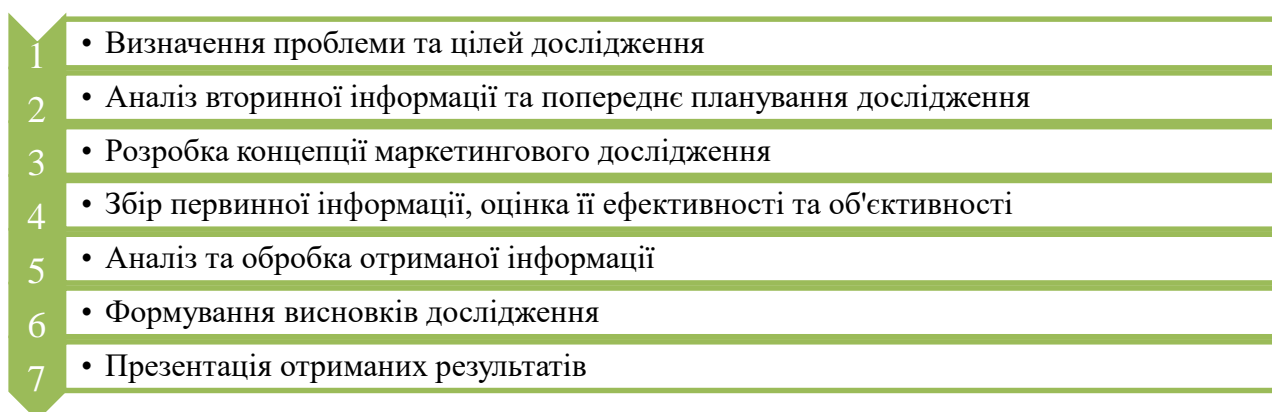 1 • Визначення проблеми та цілей дослідження
2 • Аналіз вторинної інформації та попереднє планування дослідження
3 • Розробка концепції маркетингового дослідження
4 • Збір первинної інформації, оцінка її ефективності та об'єктивності
5 • Аналіз та обробка отриманої інформації
6 • Формування висновків дослідження
7 • Презентація отриманих результатів